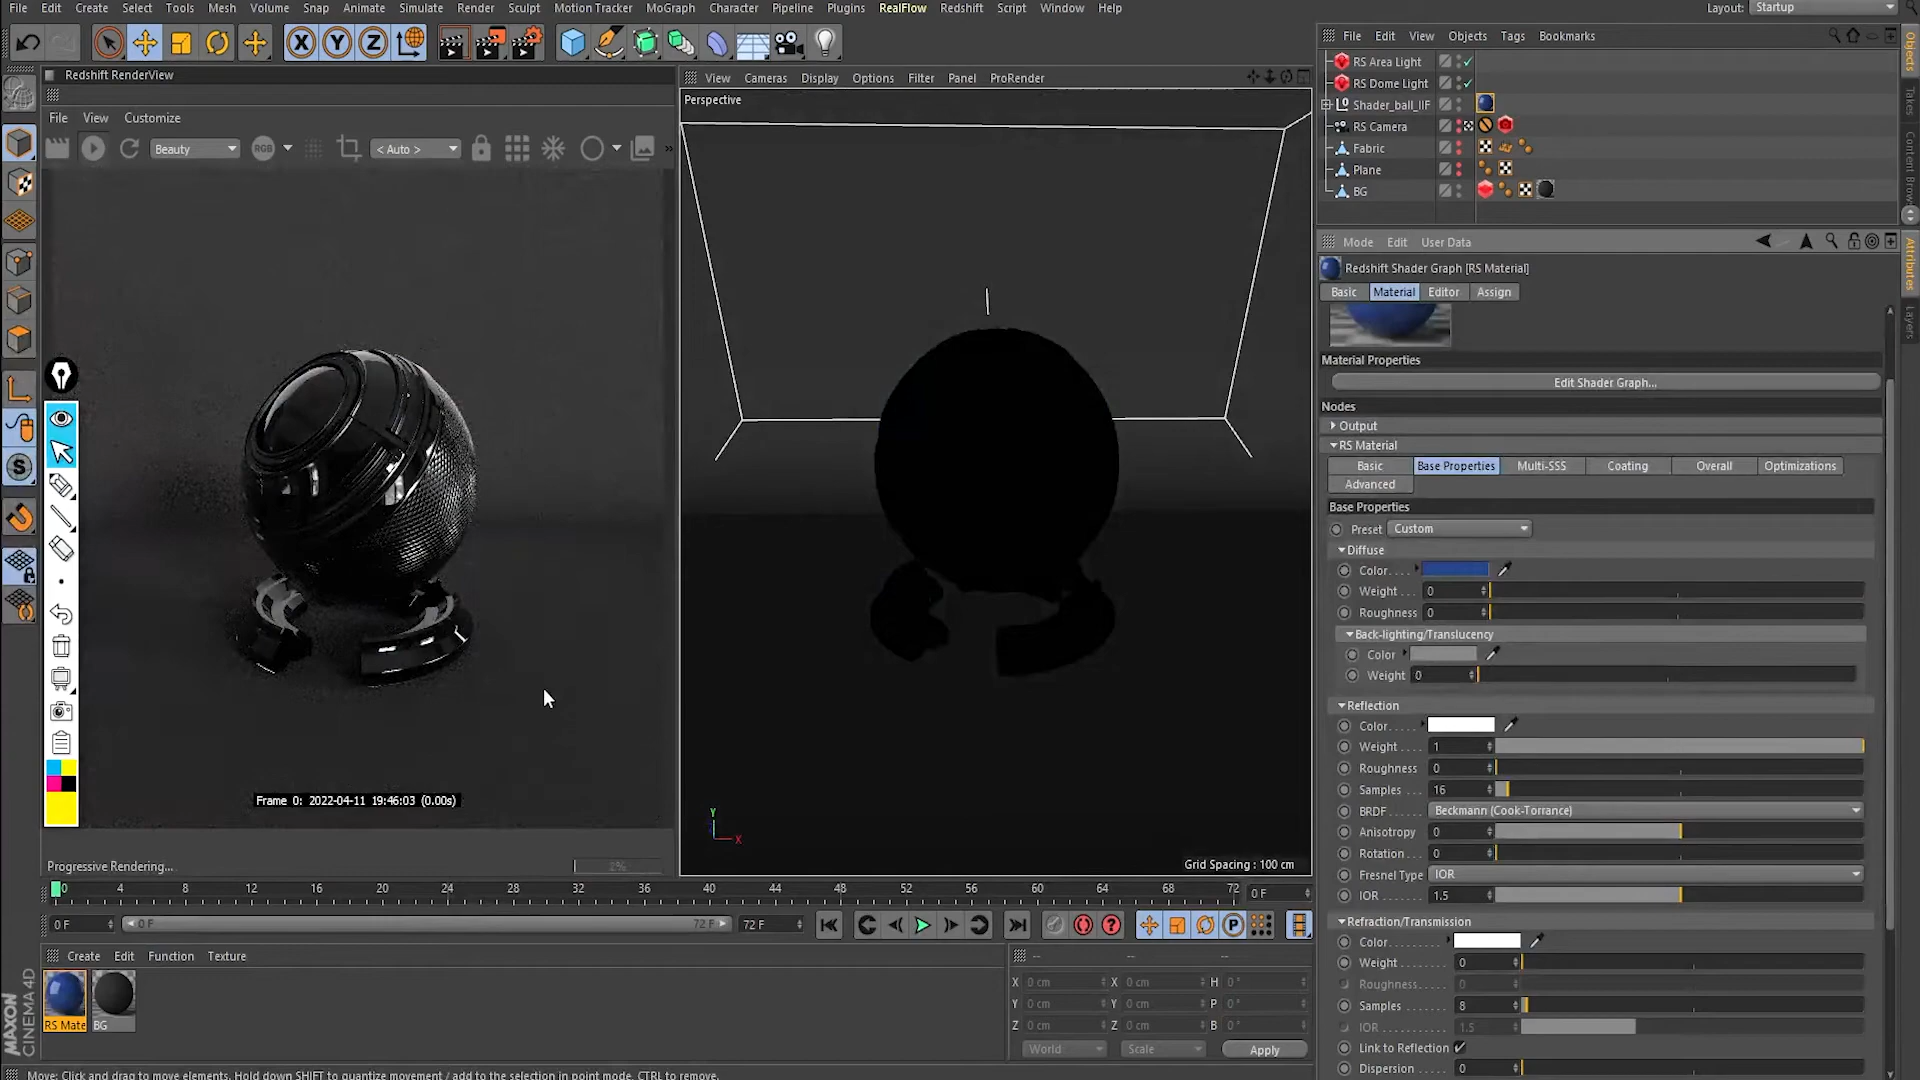 File Edit Create Select Tools Mesh Volume Snap Animate Simulate Render Sculpt Motion Tracker MoGraph Character Pipeline Plugins RealFlow Redshift Script Window Help Layout: Startup
Redshift RenderView
File View Customize
Beauty RGB < Auto > »
Frame 0: 2022-04-11 19:46:03 (0.00s)
Progressive Rendering...
View Cameras Display Options Filter Panel ProRender
Perspective
Y
X
Grid Spacing : 100 cm
0 4 8 12 16 20 24 28 32 36 40 44 48 52 56 60 64 68 72 0 F
0 F 0 F 72 F 72 F
Create Edit Function Texture
RS Mate BG
MAXON CINEMA 4D
-- -- --
X 0 cm X 0 cm H 0 °
Y 0 cm Y 0 cm P 0 °
Z 0 cm Z 0 cm B 0 °
World Scale Apply
Move: Click and drag to move elements. Hold down SHIFT to quantize movement / add to the selection in point mode, CTRL to remove.
File Edit View Objects Tags Bookmarks
RS Area Light
RS Dome Light
Shader_ball_IIF
RS Camera
Fabric
Plane
BG
Objects
Takes
Attributes
Layers
Mode Edit User Data
Redshift Shader Graph [RS Material]
Basic Material Editor Assign
Material Properties
Edit Shader Graph...
Nodes
Output
RS Material
Basic Base Properties Multi-SSS Coating Overall Optimizations
Advanced
Base Properties
Preset Custom
Diffuse
Color. . . .
Weight . . 0
Roughness 0
Back-lighting/Translucency
Color
Weight 0
Reflection
Color. . . .
Weight . . . . 1
Roughness 0
Samples . . 16
BRDF . . . . . Beckmann (Cook-Torrance)
Anisotropy 0
Rotation . . . 0
Fresnel Type IOR
IOR . . . . . . 1.5
Refraction/Transmission
Color. . . . . . . . .
Weight . . . . . . . 0
Roughness . . . . 0
Samples . . . . . . 8
IOR . . . . . . . . . 1.5
Link to Reflection
Dispersion. . . . 0